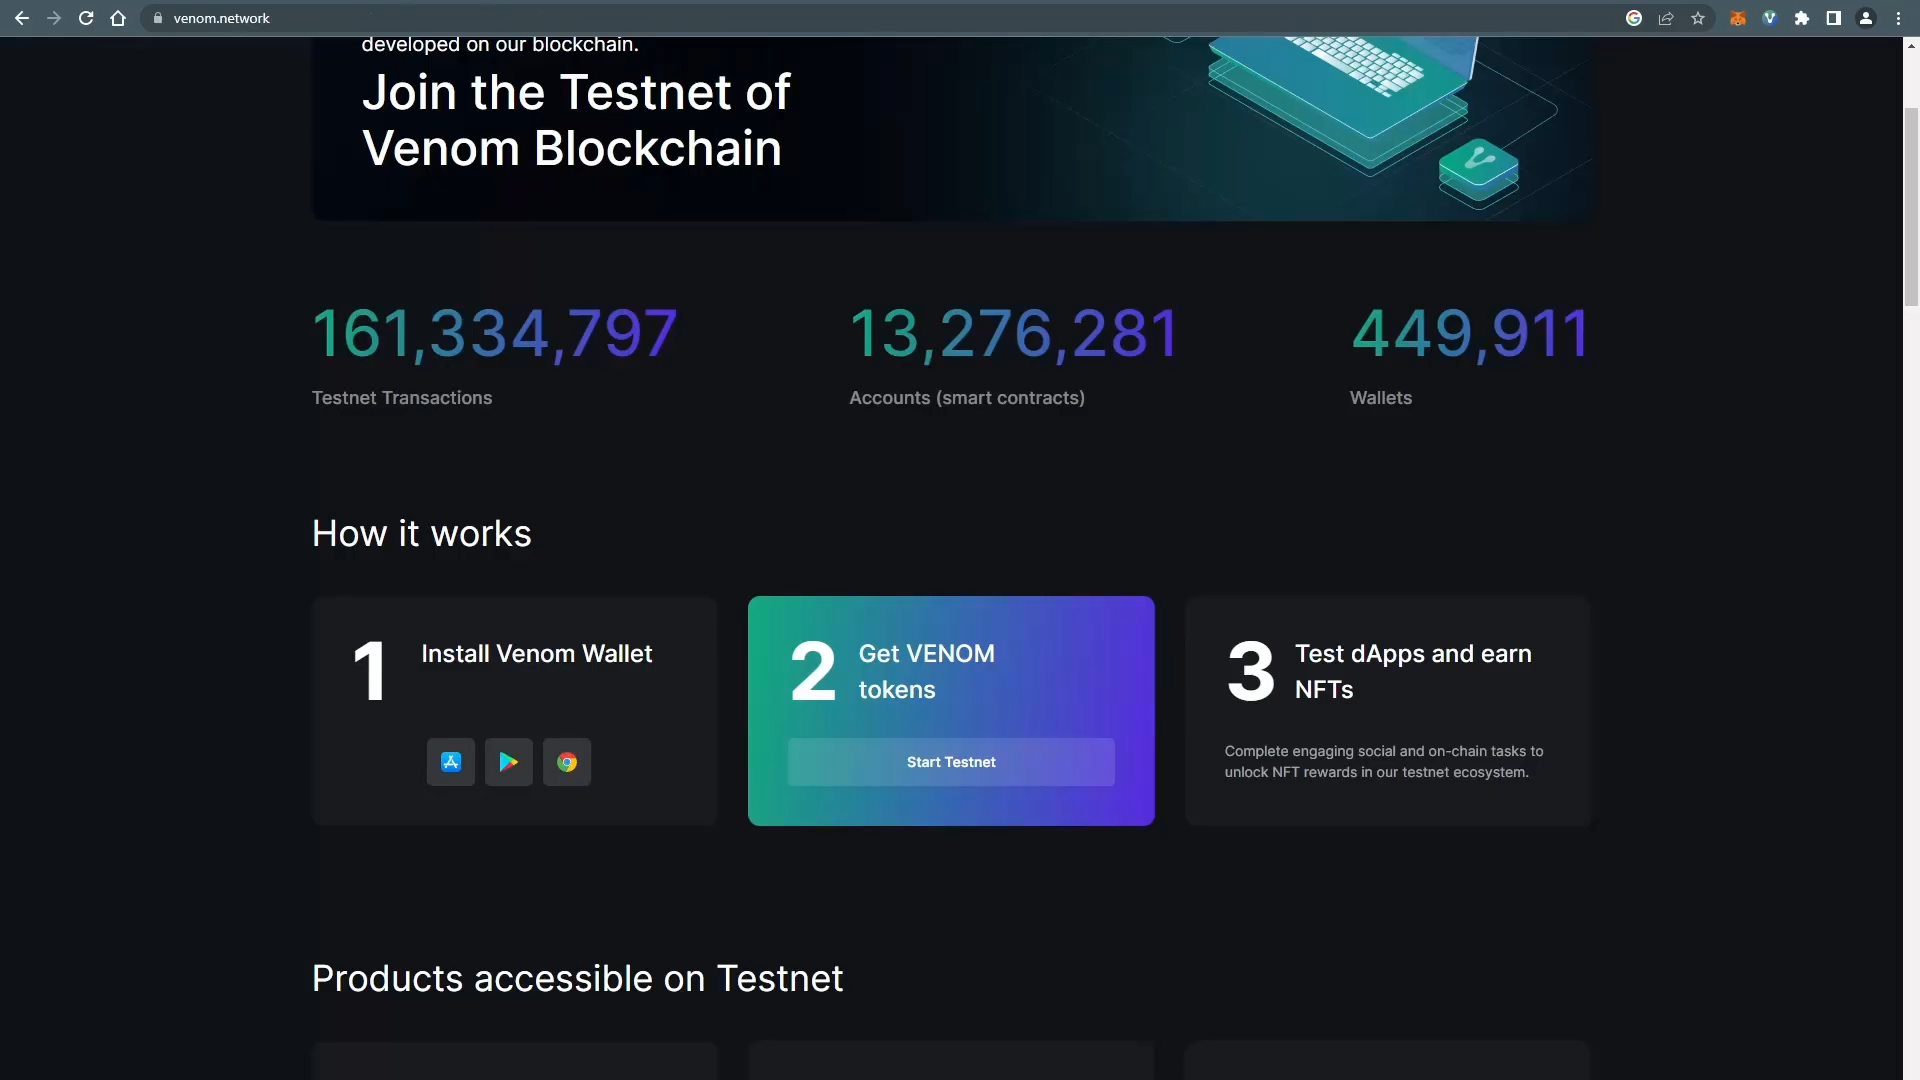 venom.network
developed on our blockchain.
Join the Testnet of
Venom Blockchain
161,334,797
Testnet Transactions
13,276,281
Accounts (smart contracts)
449,911
Wallets
How it works
1
Install Venom Wallet
2
Get VENOM
tokens
Start Testnet
3
Test dApps and earn
NFTs
Complete engaging social and on-chain tasks to
unlock NFT rewards in our testnet ecosystem.
Products accessible on Testnet